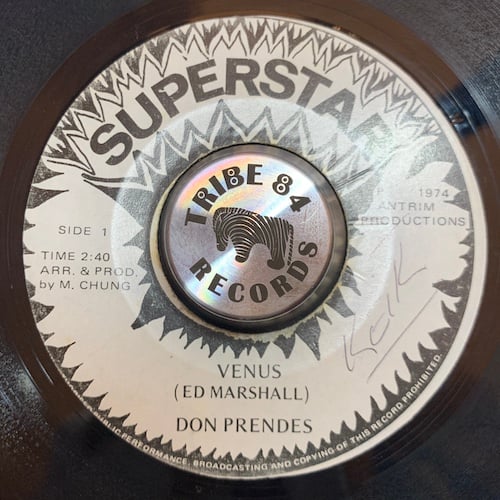 SUPERSTAR
TRIBE 84
RECORDS
SIDE 1
TIME 2:40
ARR. & PROD.
by M. CHUNG
P 1974
ANTRIM
PRODUCTIONS
VENUS
(ED MARSHALL)
DON PRENDES
PUBLIC PERFORMANCE, BROADCASTING AND COPYING OF THIS RECORD PROHIBITED.